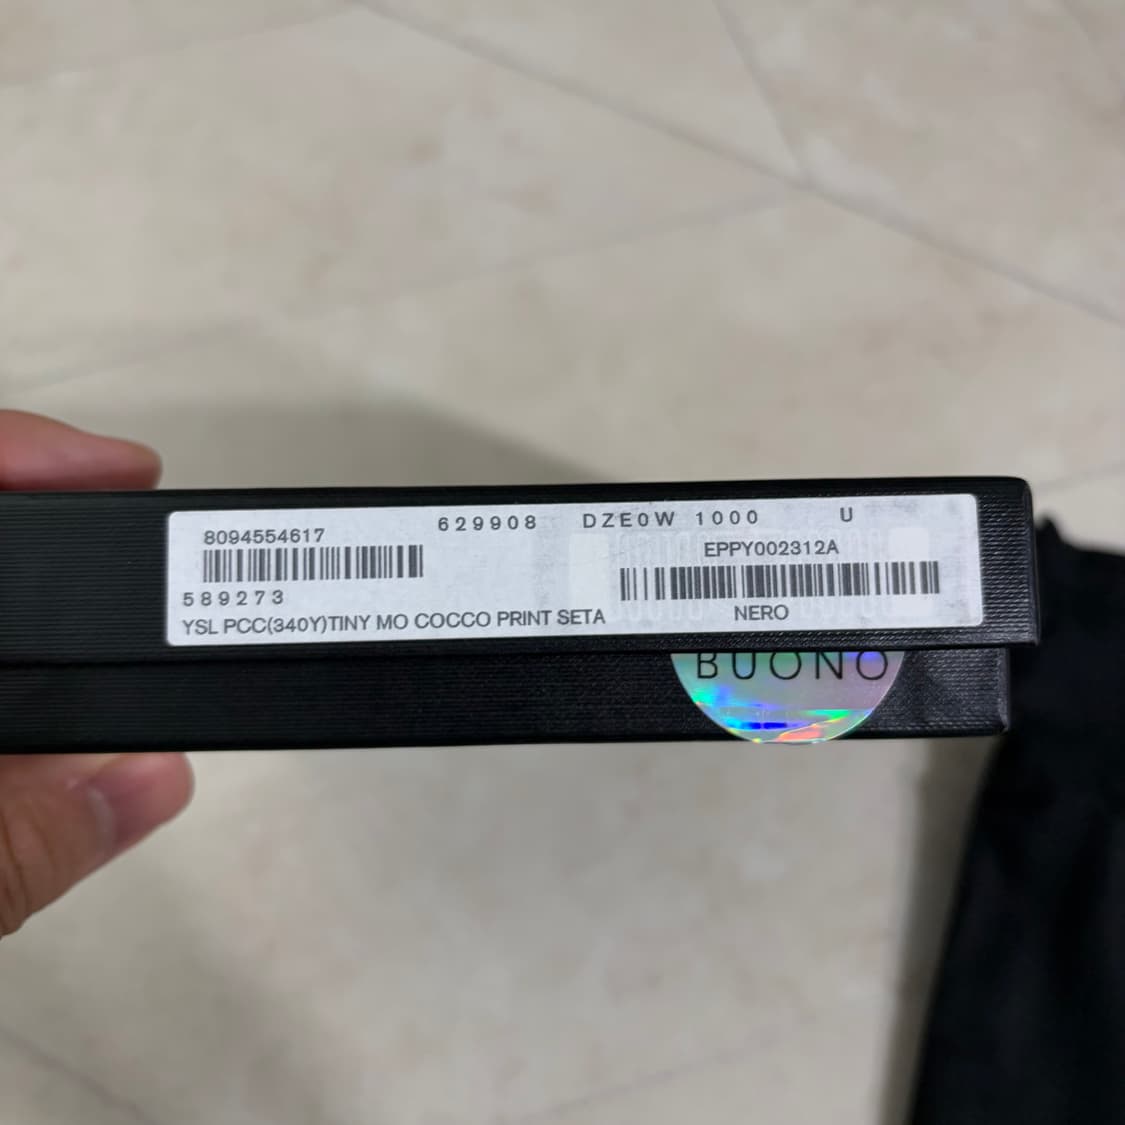 8094554617
629908 DZE0W 1000 U
EPPY002312A
589273
YSL PCC(340Y)TINY MO COCCO PRINT SETA
NERO
BUONO